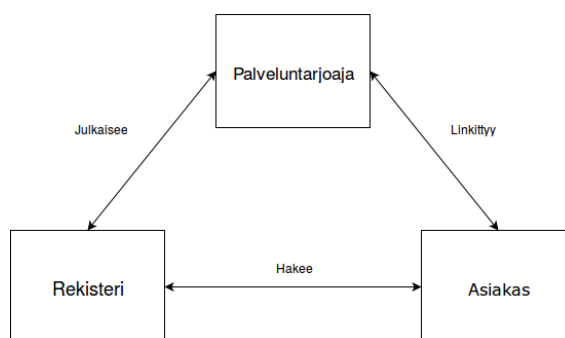 Palveluntarjoaja
Julkaisee
Linkittyy
Hakee
Rekisteri
Asiakas